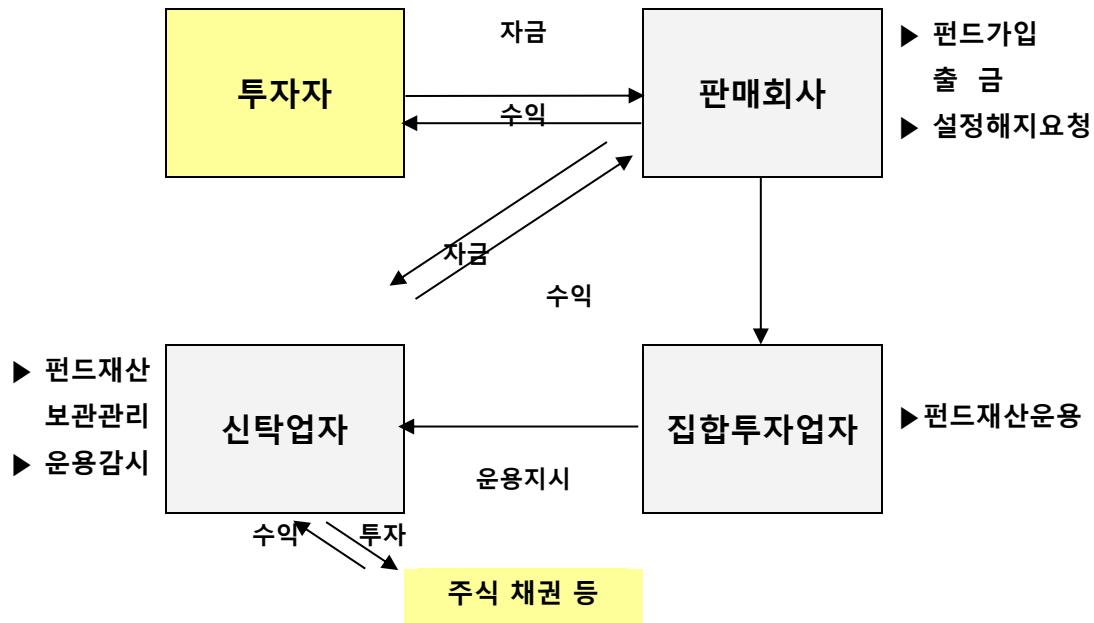 자금
투자자
판매회사
▶ 펀드가입
출 금
▶ 설정해지요청
수익
자금
수익
▶ 펀드재산
보관관리
▶ 운용감시
신탁업자
집합투자업자
▶펀드재산운용
운용지시
수익
투자
주식 채권 등